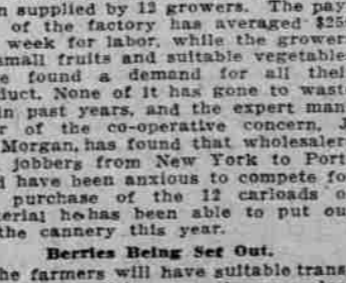 n supplied by 12 growers. The pay
of the factory has averaged $25
week for labor, while the grower
small fruits and suitable vegetable
e found a demand for all thei
duct. None of it has gone to wast
in past years, and the expert man
r of the co-operative concern, J
Morgan, has found that wholesaler
jobbers from New York to Port
d have been anxious to compete fo
purchase of the 12 carloads o
terial he has been able to put ou
the cannery this year.
Berries Being Set Out.
he farmers will have suitable trans